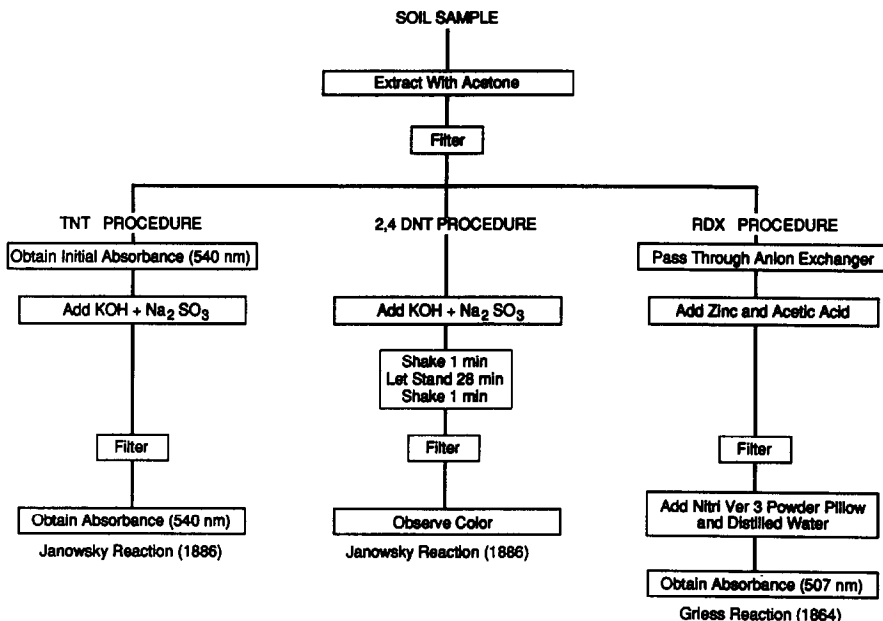 SOIL SAMPLE
Extract With Acetone
Filter
TNT PROCEDURE
Obtain Initial Absorbance (540 nm)
Add KOH + Na2 SO3
Filter
Obtain Absorbance (540 nm)
Janowsky Reaction (1886)
2,4 DNT PROCEDURE
Add KOH + Na2 SO3
Shake 1 min
Let Stand 28 min
Shake 1 min
Filter
Observe Color
Janowsky Reaction (1886)
RDX PROCEDURE
Pass Through Anion Exchanger
Add Zinc and Acetic Acid
Filter
Add Nitri Ver 3 Powder Pillow
and Distilled Water
Obtain Absorbance (507 nm)
Griess Reaction (1864)